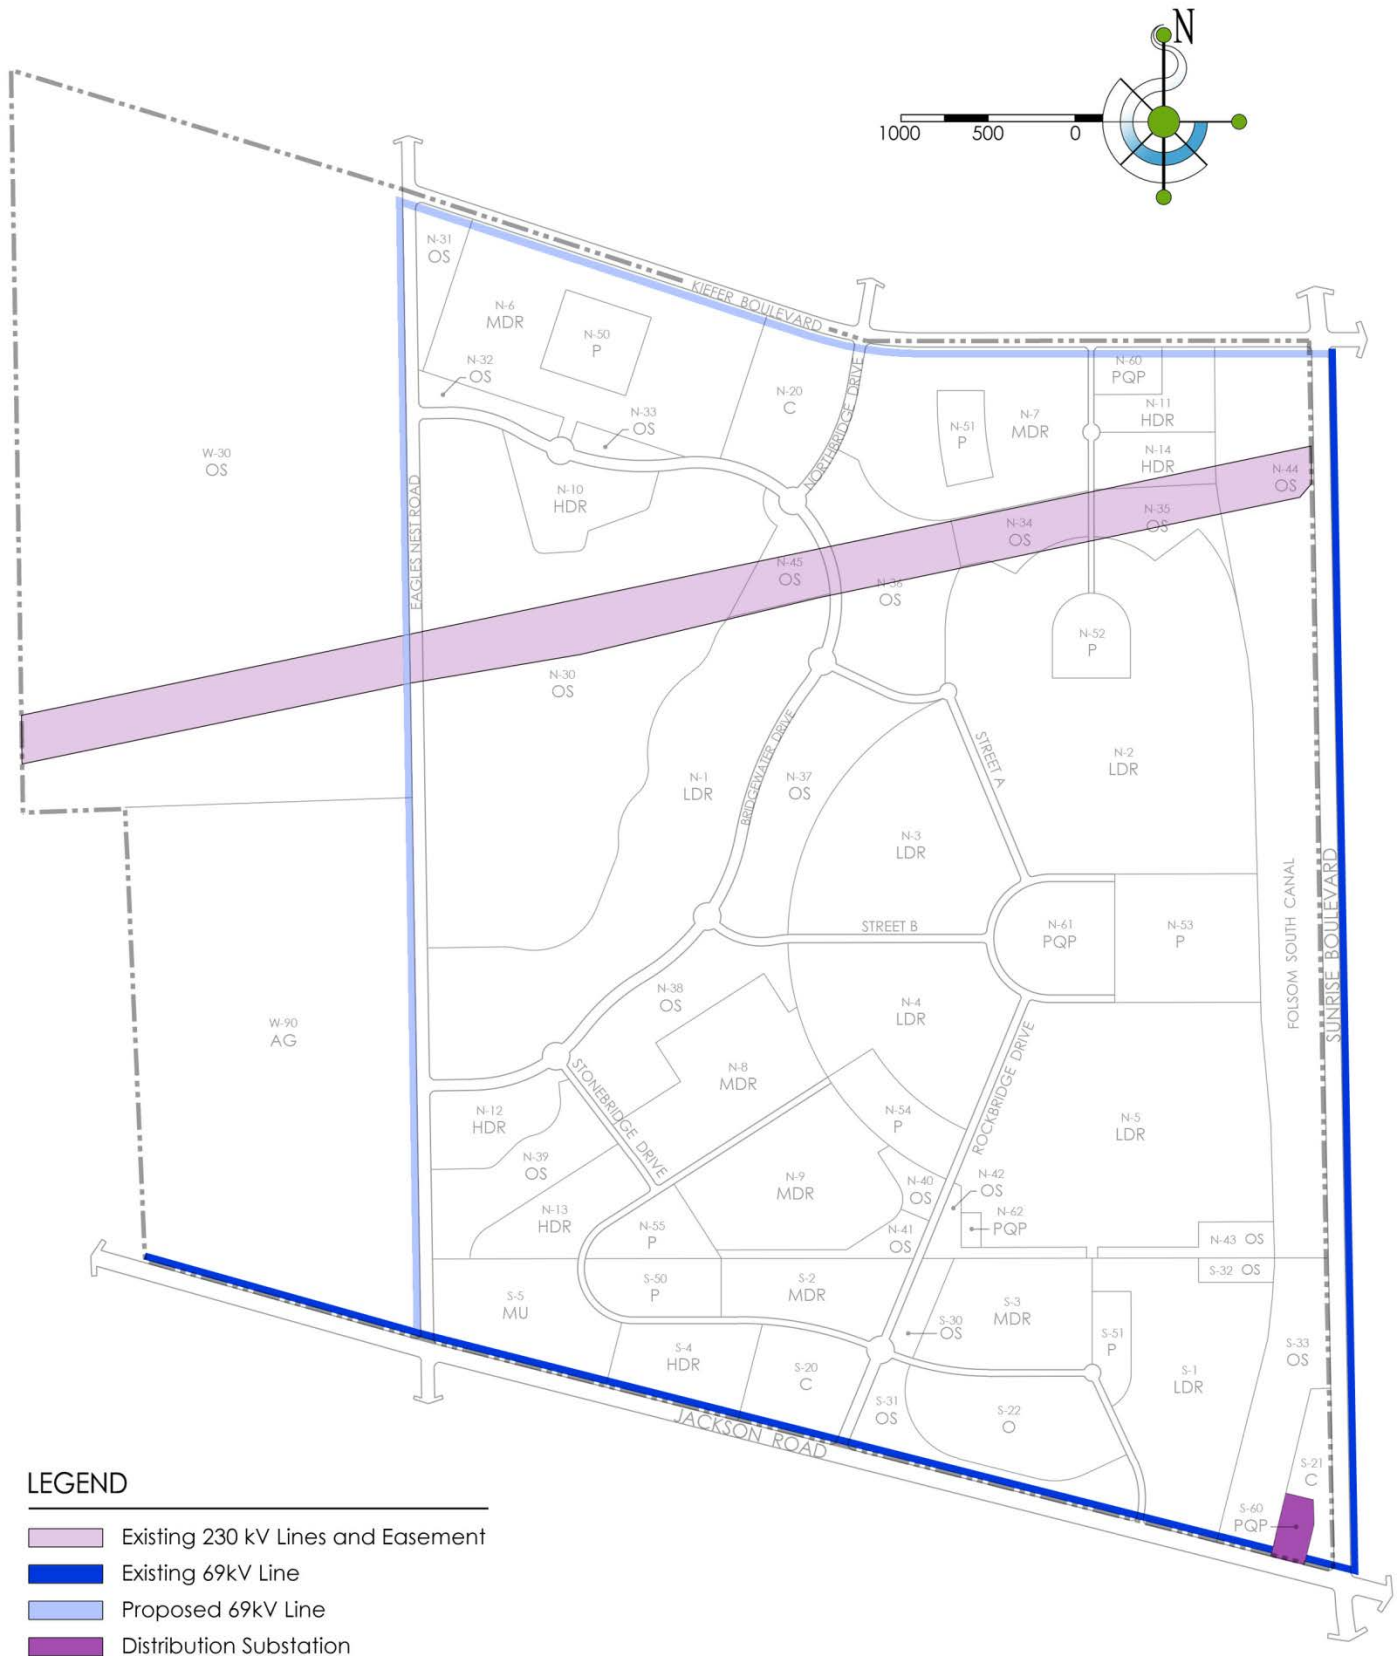 N
1000 500 0
N-31
OS
KIEFER BOULEVARD
N-6
MDR
N-50
P
N-32
OS
N-33
OS
N-20
C
NORTHBRIDGE DRIVE
N-60
PQP
N-11
HDR
N-51
P
N-7
MDR
N-14
HDR
N-44
OS
W-30
OS
EAGLES NEST ROAD
N-10
HDR
N-34
OS
N-35
OS
N-45
OS
N-36
OS
N-52
P
N-30
OS
N-1
LDR
BRIDGEWATER DRIVE
N-37
OS
STREET A
N-2
LDR
N-3
LDR
STREET B
N-61
PQP
N-53
P
FOLSOM SOUTH CANAL
SUNRISE BOULEVARD
N-38
OS
N-4
LDR
W-90
AG
N-8
MDR
STONEBRIDGE DRIVE
N-54
P
ROCKBRIDGE DRIVE
N-5
LDR
N-12
HDR
N-39
OS
N-9
MDR
N-40
OS
N-42
OS
N-13
HDR
N-55
P
N-41
OS
N-62
PQP
N-43 OS
S-32 OS
S-5
MU
S-50
P
S-2
MDR
S-30
OS
S-3
MDR
S-51
P
S-33
OS
S-4
HDR
S-20
C
S-1
LDR
S-31
OS
S-22
O
JACKSON ROAD
S-21
C
S-60
PQP
LEGEND
Existing 230 kV Lines and Easement
Existing 69kV Line
Proposed 69kV Line
Distribution Substation